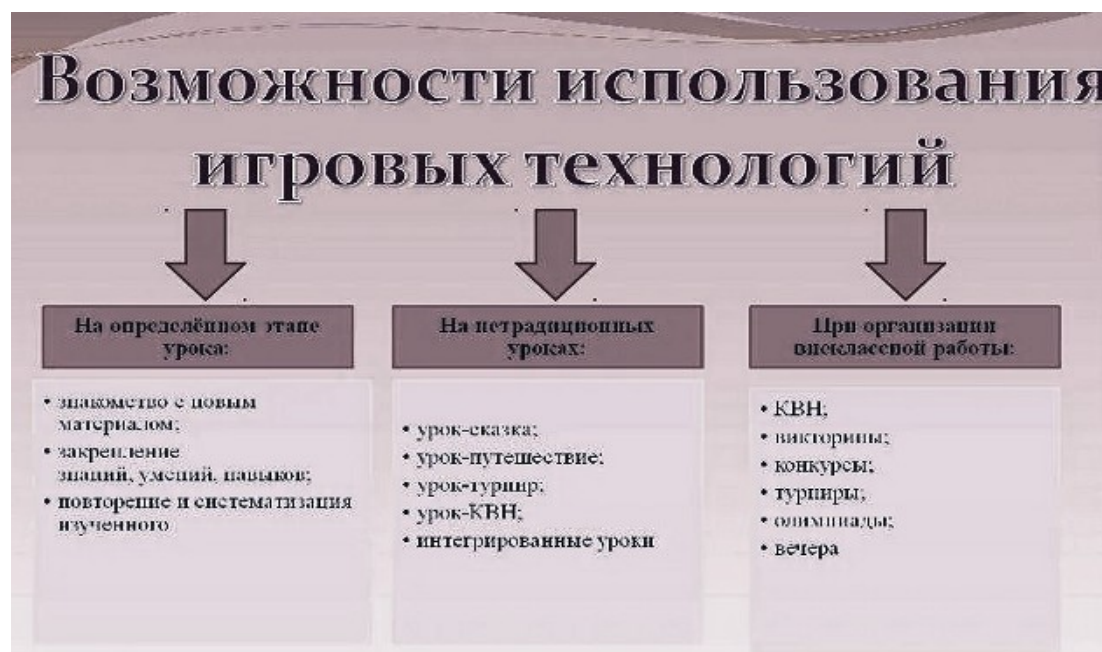 Возможности использования
игровых технологий
На определённом этапе
урока:
• знакомство с новым
материалом;
• закрепление
знаний, умений, навыков;
• повторение и систематизация
изученного
На нетрадиционных
уроках:
• урок-сказка;
• урок-путешествие;
• урок-турнир;
• урок-КВН;
• интегрированные уроки
При организации
внеклассной работы:
• КВН;
• викторины;
• конкурсы;
• турниры;
• олимпиады;
• вечера